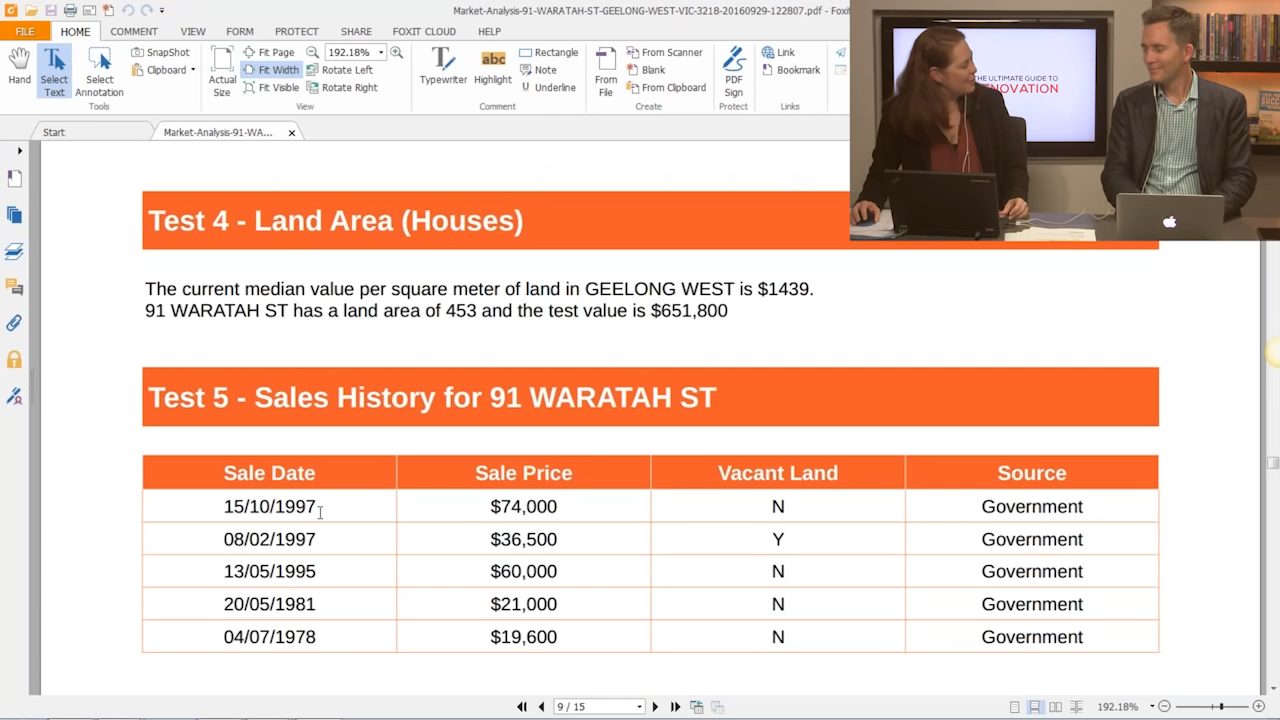 Market-Analysis-91-WARATAH-ST-GEELONG-WEST-VIC-3218-20160929-122807.pdf - Foxit
FILE HOME COMMENT VIEW FORM PROTECT SHARE FOXIT CLOUD HELP
Hand
Select Text
Select Annotation
SnapShot
Clipboard
Tools
Actual Size
Fit Page
Fit Width
Fit Visible
192.18%
Rotate Left
Rotate Right
View
Typewriter
abc
Highlight
Rectangle
Note
Underline
Comment
From File
From Scanner
Blank
From Clipboard
Create
PDF Sign
Protect
Link
Bookmark
Links
THE ULTIMATE GUIDE TO
NOVATION
Start
Market-Analysis-91-WA...
Test 4 - Land Area (Houses)
The current median value per square meter of land in GEELONG WEST is $1439.
91 WARATAH ST has a land area of 453 and the test value is $651,800
Test 5 - Sales History for 91 WARATAH ST
Sale Date Sale Price Vacant Land Source
15/10/1997 $74,000 N Government
08/02/1997 $36,500 Y Government
13/05/1995 $60,000 N Government
20/05/1981 $21,000 N Government
04/07/1978 $19,600 N Government
9 / 15
192.18%